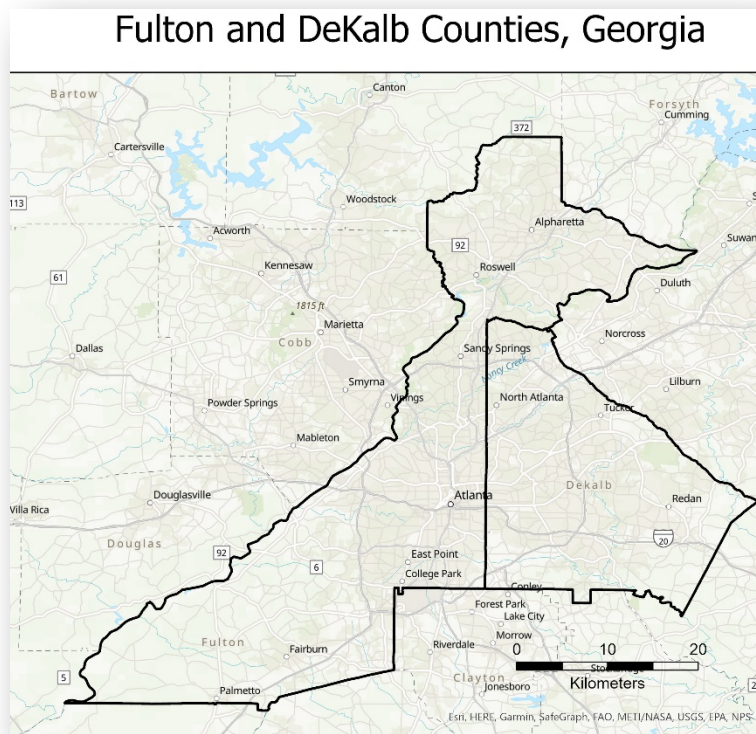 Fulton and DeKalb Counties, Georgia
Canton
Bartow
Forsyth
Cumming
372
Cartersville
Woodstock
113
Alpharetta
Acworth
92
Suwan
Kennesaw
Roswell
61
Duluth
1815 ft
Marietta
Norcross
Cobb
Dallas
Sandy Springs
Nancy Creek
Smyrna
Lilburn
Vinings
North Atlanta
Powder Springs
Tucker
Mableton
Dekalb
Douglasville
Atlanta
Redan
Villa Rica
Douglas
20
92
East Point
6
College Park
Conley
Forest Park
Lake City
Fulton
Morrow
Fairburn
Riverdale
0 10 20
5
Clayton
Kilometers
Palmetto
Jonesboro
2
Esri, HERE, Garmin, SafeGraph, FAO, METI/NASA, USGS, EPA, NPS